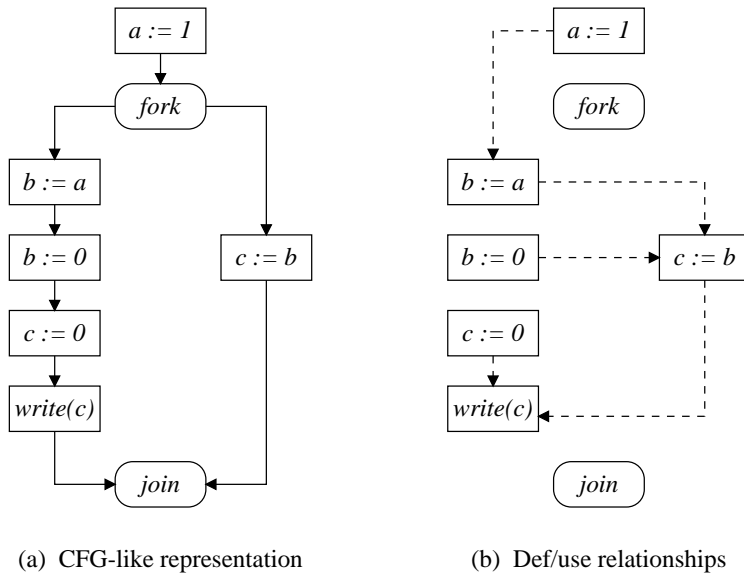 a := 1
fork
b := a
b := 0
c := b
c := 0
write(c)
join
(a) CFG-like representation
a := 1
fork
b := a
b := 0
c := b
c := 0
write(c)
join
(b) Def/use relationships